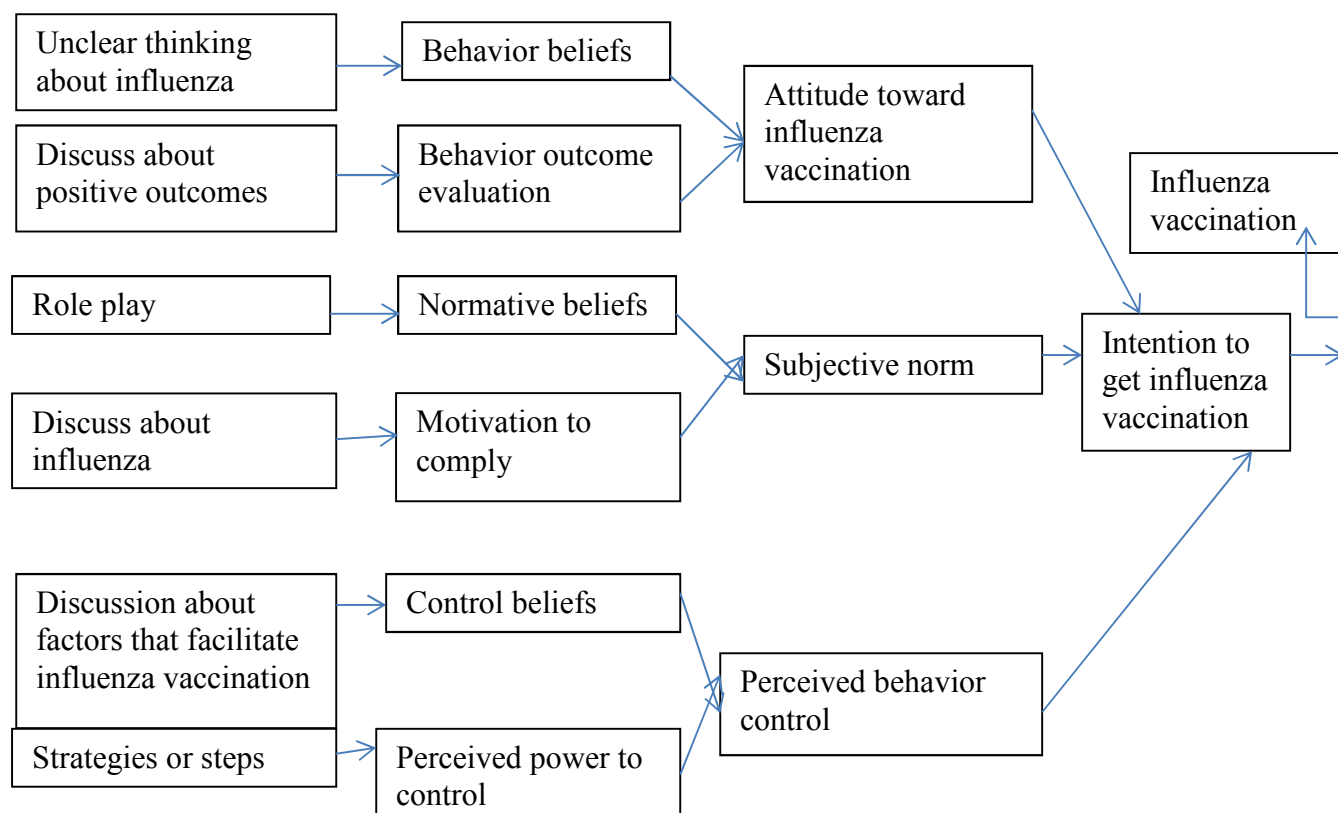 Unclear thinking
about influenza
Behavior beliefs
Attitude toward
influenza
vaccination
Discuss about
positive outcomes
Behavior outcome
evaluation
Influenza
vaccination
Role play
Normative beliefs
Subjective norm
Intention to
get influenza
vaccination
Discuss about
influenza
Motivation to
comply
Discussion about
factors that facilitate
influenza vaccination
Control beliefs
Perceived behavior
control
Strategies or steps
Perceived power to
control